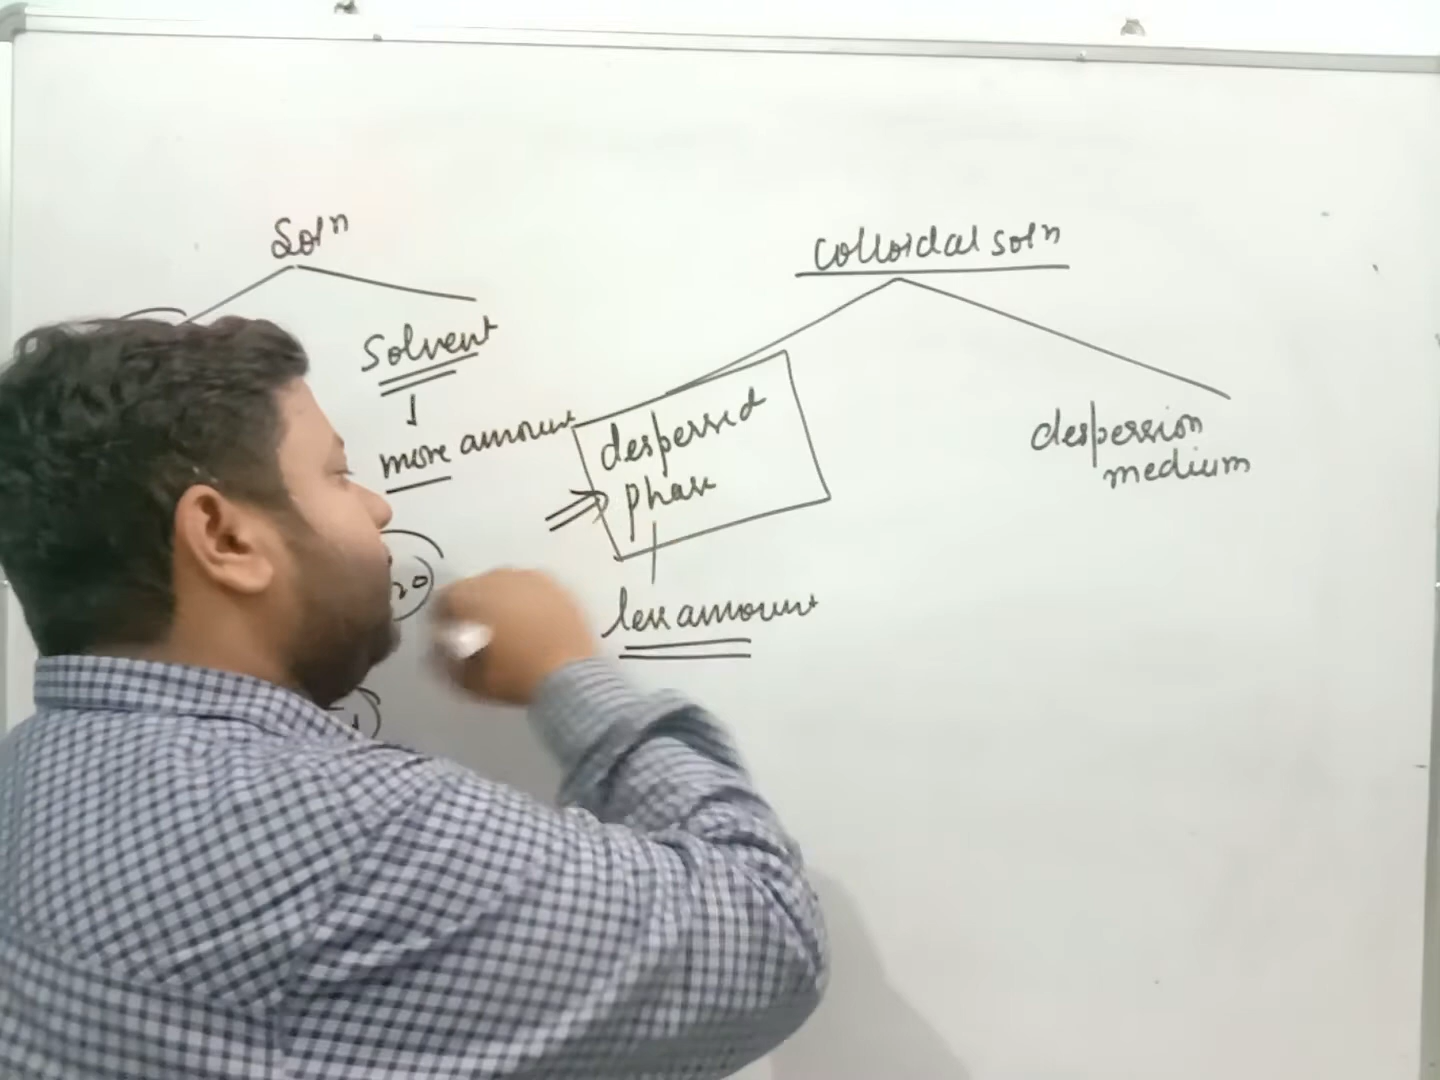 Solⁿ
Solvent
more amount
colloidal solⁿ
despersed
phase
less amount
despersion
medium